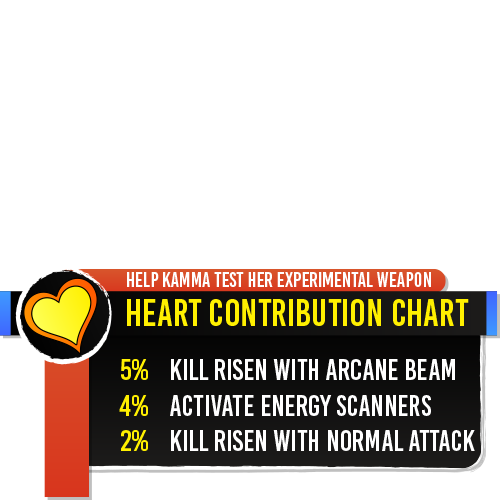 HELP KAMMA TEST HER EXPERIMENTAL WEAPON
HEART CONTRIBUTION CHART
5% KILL RISEN WITH ARCANE BEAM
4% ACTIVATE ENERGY SCANNERS
2% KILL RISEN WITH NORMAL ATTACK